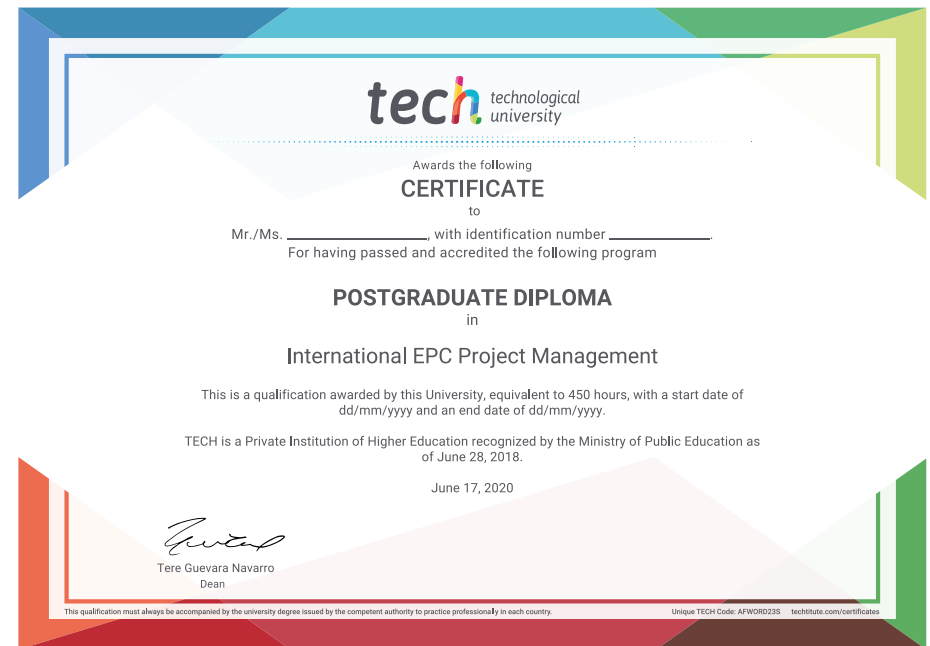 tech technological
university
Awards the following
CERTIFICATE
to
Mr./Ms. ____________________, with identification number ______________.
For having passed and accredited the following program
POSTGRADUATE DIPLOMA
in
International EPC Project Management
This is a qualification awarded by this University, equivalent to 450 hours, with a start date of
dd/mm/yyyy and an end date of dd/mm/yyyy.
TECH is a Private Institution of Higher Education recognized by the Ministry of Public Education as
of June 28, 2018.
June 17, 2020
Tere Guevara Navarro
Dean
This qualification must always be accompanied by the university degree issued by the competent authority to practice professionally in each country.
Unique TECH Code: AFWORD23S techtitute.com/certificates